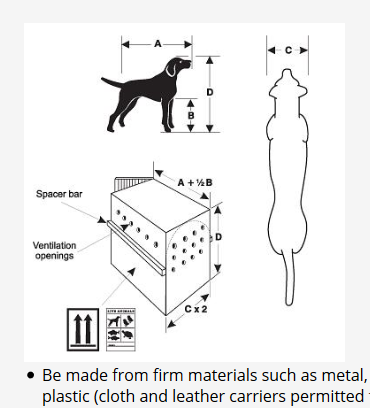 A
C
D
B
A + ½B
Spacer bar
D
Ventilation
openings
LIVE ANIMALS
C x 2
• Be made from firm materials such as metal,
plastic (cloth and leather carriers permitted